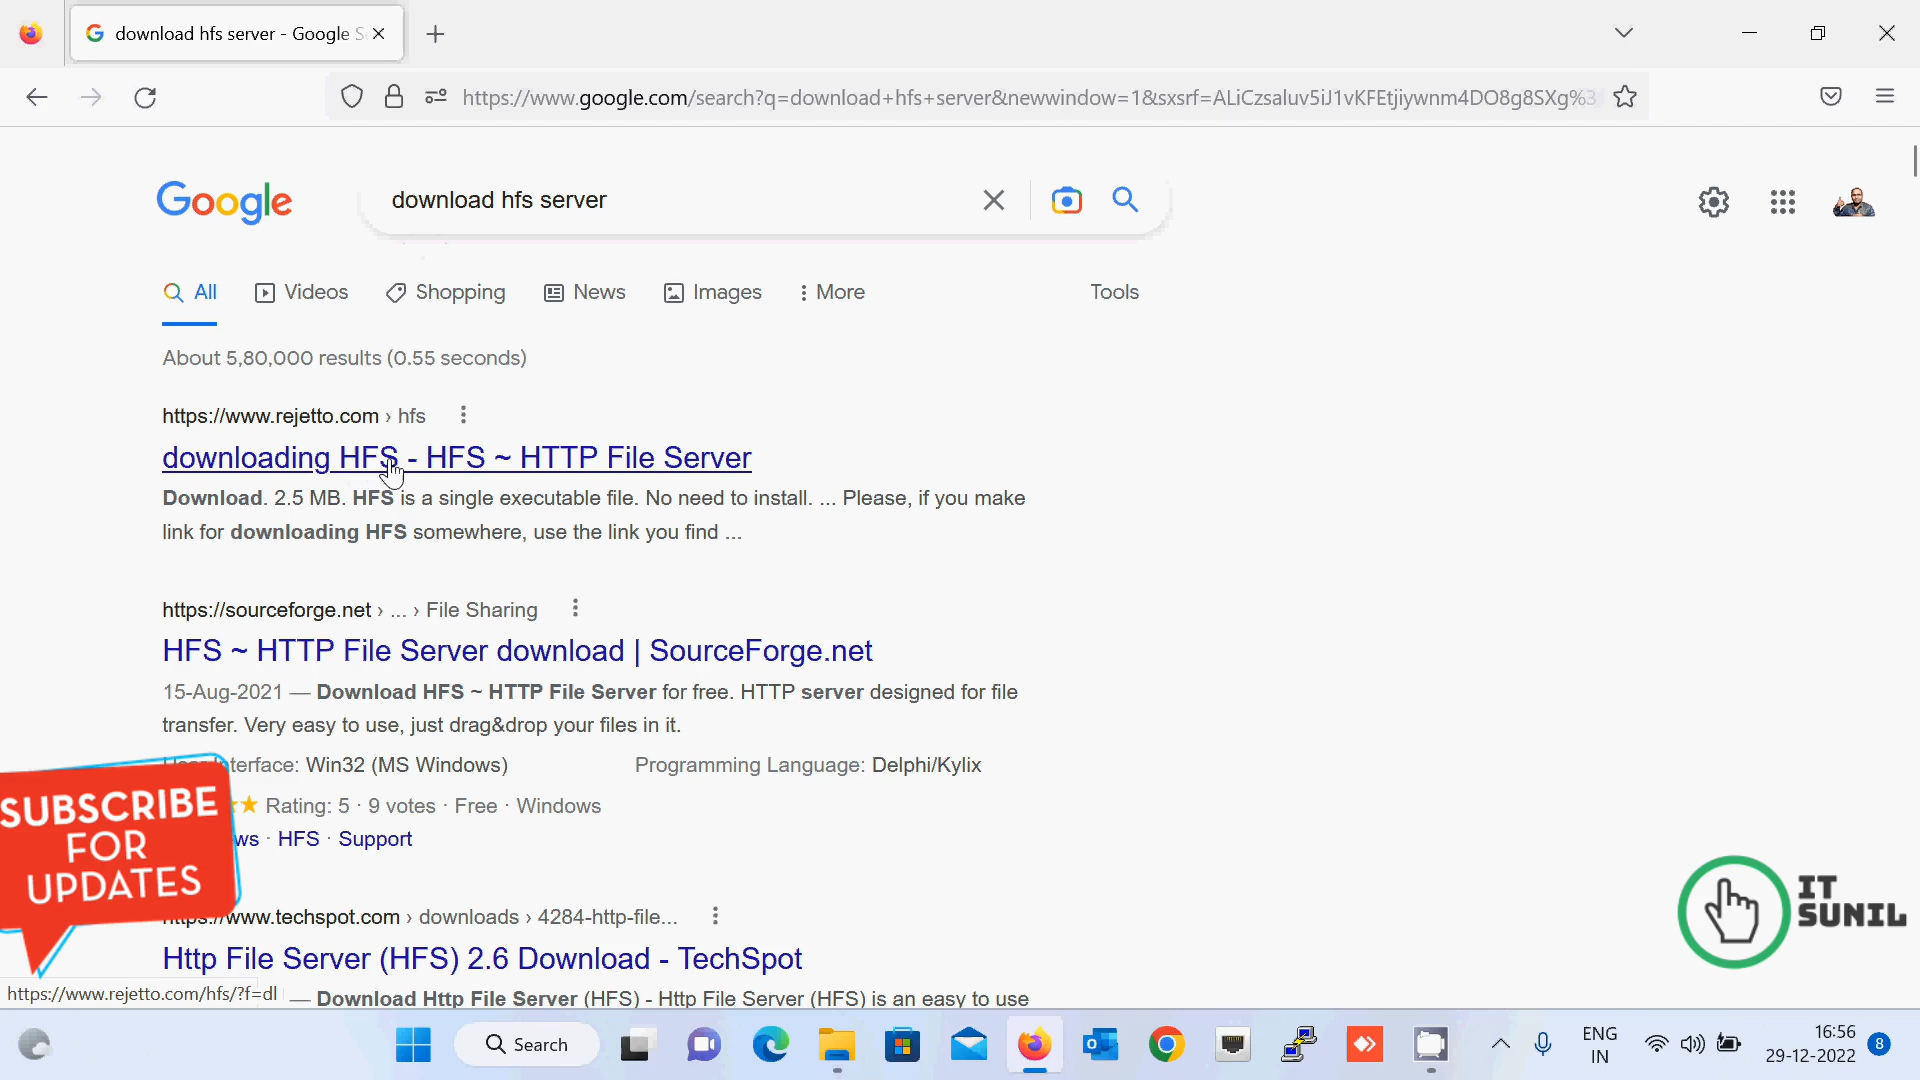 download hfs server - Google S
https://www.google.com/search?q=download+hfs+server&newwindow=1&sxsrf=ALiCzsaluv5iJ1vKFEtjiywnm4DO8g8SXg%3
Google
download hfs server
All
Videos
Shopping
News
Images
More
Tools
About 5,80,000 results (0.55 seconds)
https://www.rejetto.com › hfs
downloading HFS - HFS ~ HTTP File Server
Download. 2.5 MB. HFS is a single executable file. No need to install. ... Please, if you make
link for downloading HFS somewhere, use the link you find ...
https://sourceforge.net › ... › File Sharing
HFS ~ HTTP File Server download | SourceForge.net
15-Aug-2021 — Download HFS ~ HTTP File Server for free. HTTP server designed for file
transfer. Very easy to use, just drag&drop your files in it.
User Interface: Win32 (MS Windows)
Programming Language: Delphi/Kylix
Rating: 5 · 9 votes · Free · Windows
ws · HFS · Support
SUBSCRIBE
FOR
UPDATES
https://www.techspot.com › downloads › 4284-http-file...
Http File Server (HFS) 2.6 Download - TechSpot
— Download Http File Server (HFS) - Http File Server (HFS) is an easy to use
https://www.rejetto.com/hfs/?f=dl
IT
SUNIL
Search
ENG
IN
16:56
29-12-2022
8